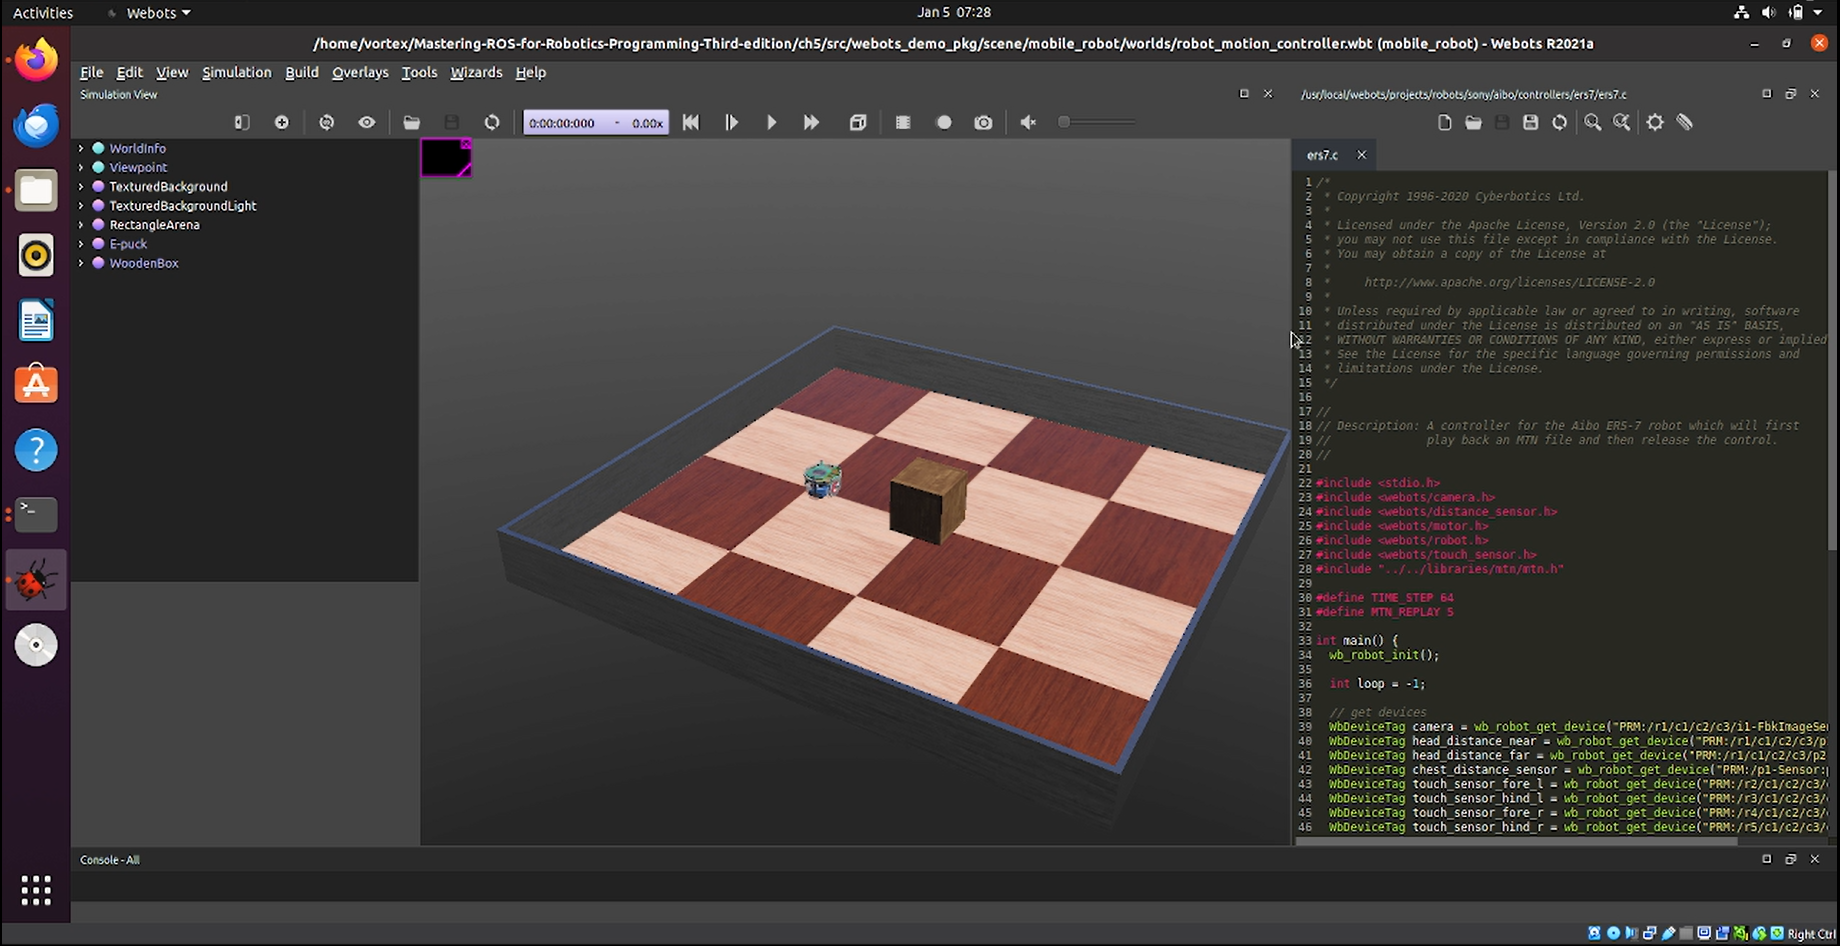 Activities
Webots
Jan 5 07:28
/home/vortex/Mastering-ROS-for-Robotics-Programming-Third-edition/ch5/src/webots_demo_pkg/scene/mobile_robot/worlds/robot_motion_controller.wbt (mobile_robot) - Webots R2021a
File Edit View Simulation Build Overlays Tools Wizards Help
Simulation View
/usr/local/webots/projects/robots/sony/aibo/controllers/ers7/ers7.c
0:00:00:000 - 0.00x
WorldInfo
Viewpoint
TexturedBackground
TexturedBackgroundLight
RectangleArena
E-puck
WoodenBox
ers7.c
1 /*
2 * Copyright 1996-2020 Cyberbotics Ltd.
3 *
4 * Licensed under the Apache License, Version 2.0 (the "License");
5 * you may not use this file except in compliance with the License.
6 * You may obtain a copy of the License at
7 *
8 * http://www.apache.org/licenses/LICENSE-2.0
9 *
10 * Unless required by applicable law or agreed to in writing, software
11 * distributed under the License is distributed on an "AS IS" BASIS,
12 * WITHOUT WARRANTIES OR CONDITIONS OF ANY KIND, either express or implied
13 * See the License for the specific language governing permissions and
14 * limitations under the License.
15 */
16
17 //
18 // Description: A controller for the Aibo ERS-7 robot which will first
19 // play back an MTN file and then release the control.
20 //
21
22 #include <stdio.h>
23 #include <webots/camera.h>
24 #include <webots/distance_sensor.h>
25 #include <webots/motor.h>
26 #include <webots/robot.h>
27 #include <webots/touch_sensor.h>
28 #include "../../libraries/mtn/mtn.h"
29
30 #define TIME_STEP 64
31 #define MTN_REPLAY 5
32
33 int main() {
34 wb_robot_init();
35
36 int loop = -1;
37
38 // get devices
39 WbDeviceTag camera = wb_robot_get_device("PRM:/r1/c1/c2/c3/i1-FbkImageSe
40 WbDeviceTag head_distance_near = wb_robot_get_device("PRM:/r1/c1/c2/c3/p
41 WbDeviceTag head_distance_far = wb_robot_get_device("PRM:/r1/c1/c2/c3/p2
42 WbDeviceTag chest_distance_sensor = wb_robot_get_device("PRM:/p1-Sensor:
43 WbDeviceTag touch_sensor_fore_l = wb_robot_get_device("PRM:/r2/c1/c2/c3/
44 WbDeviceTag touch_sensor_hind_l = wb_robot_get_device("PRM:/r3/c1/c2/c3/
45 WbDeviceTag touch_sensor_fore_r = wb_robot_get_device("PRM:/r4/c1/c2/c3/
46 WbDeviceTag touch_sensor_hind_r = wb_robot_get_device("PRM:/r5/c1/c2/c3/
Console - All
Right Ctrl